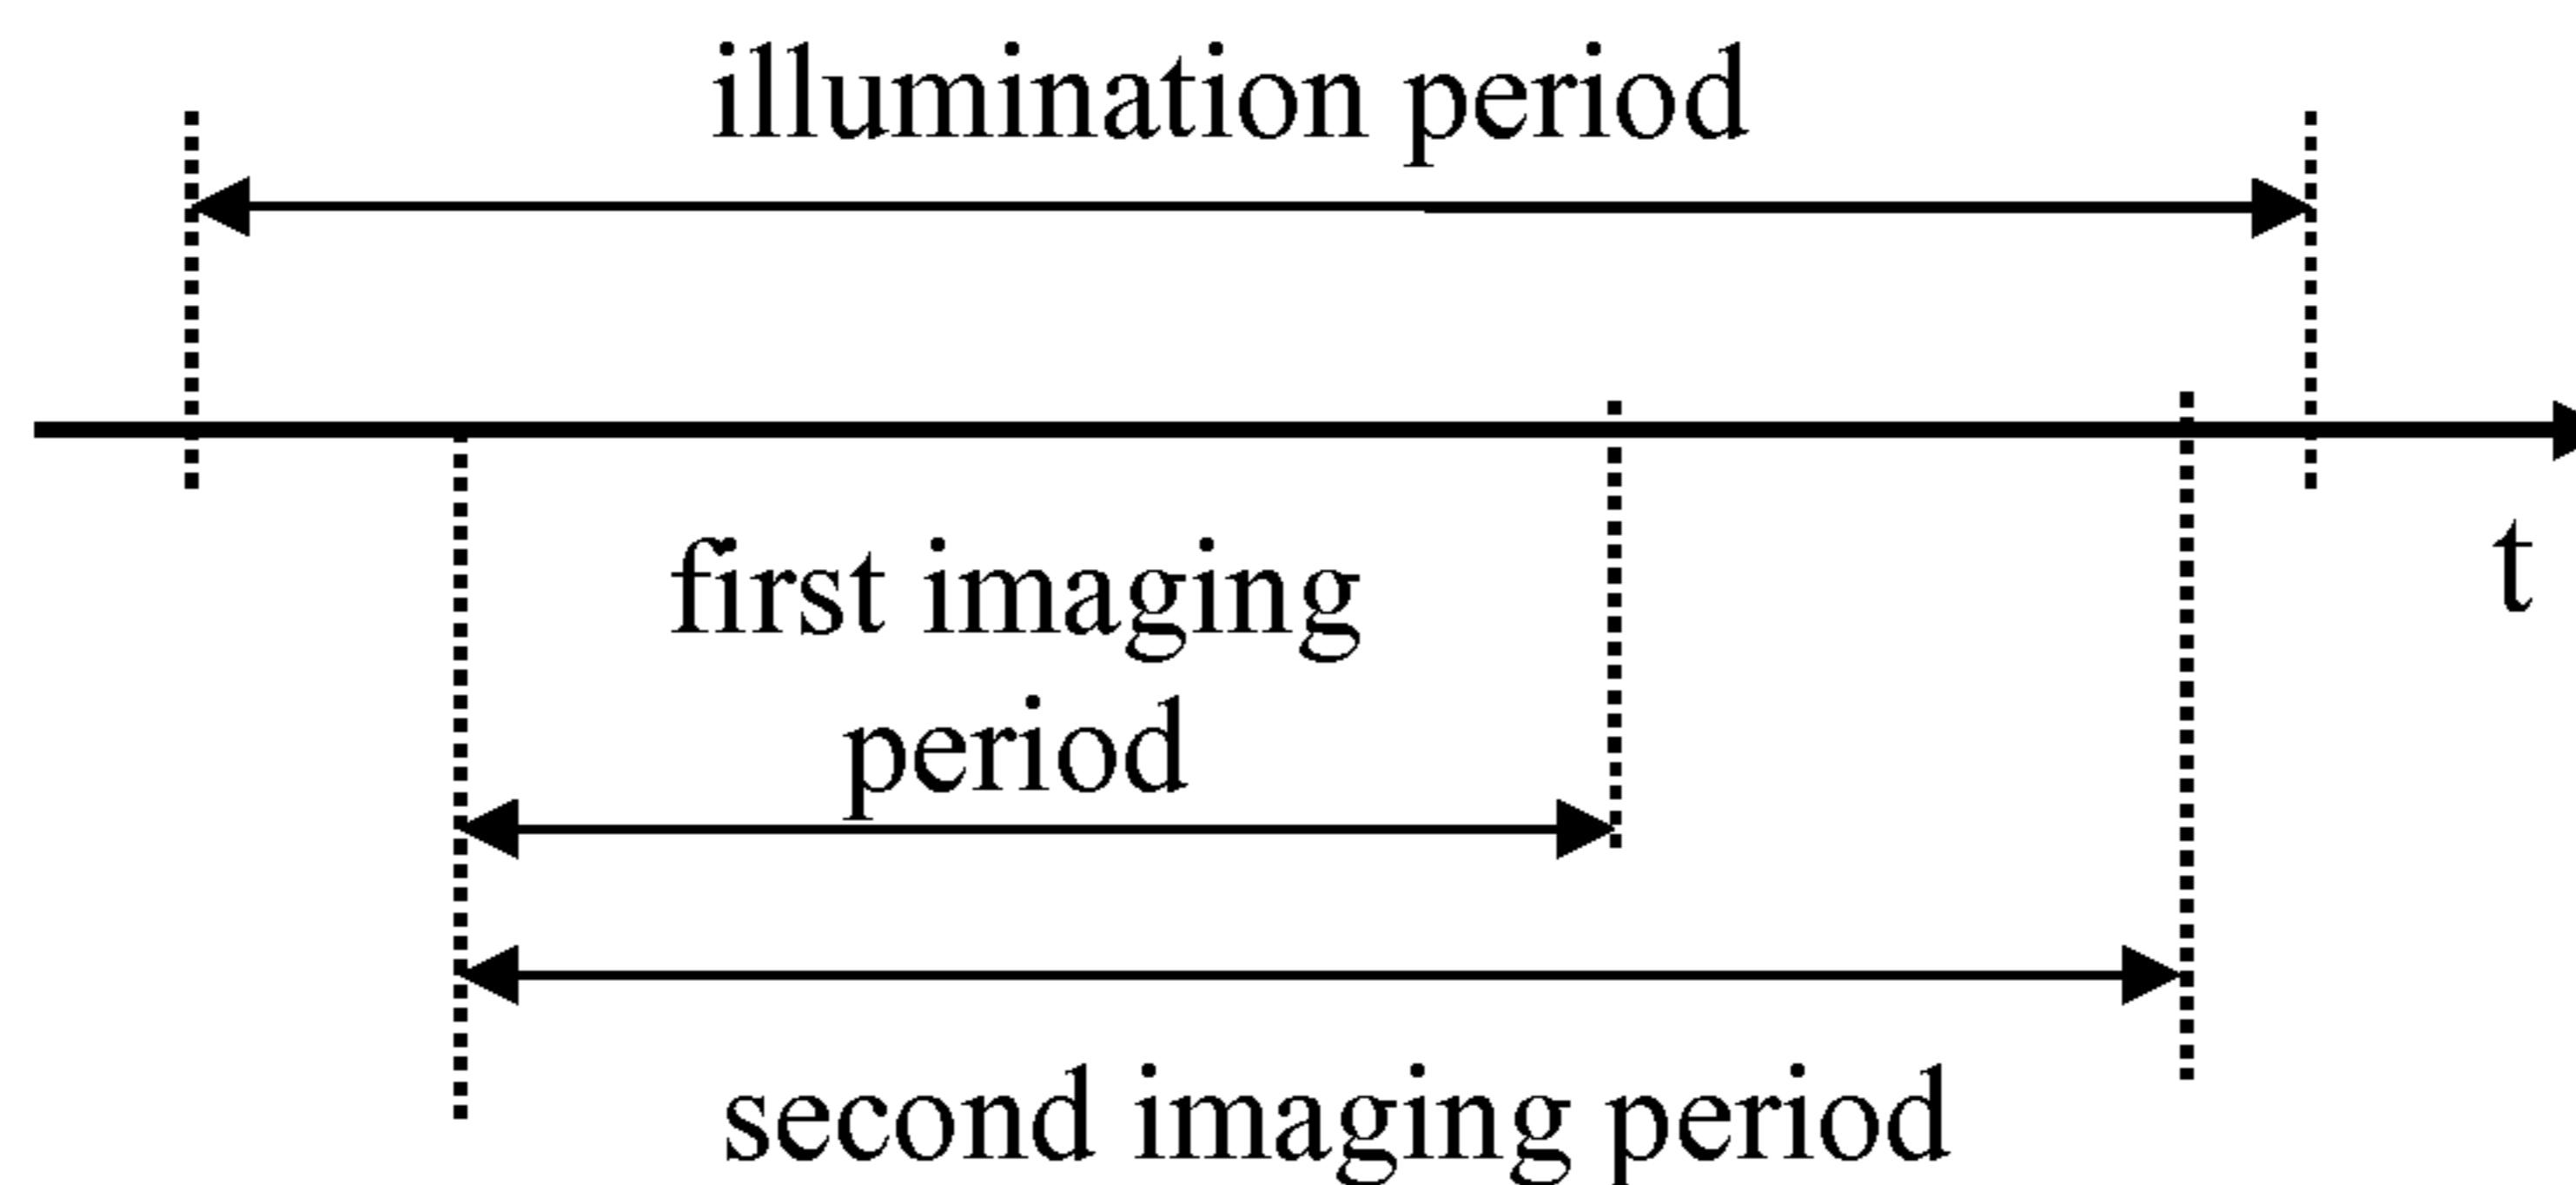 illumination period
t
first imaging
period
second imaging period